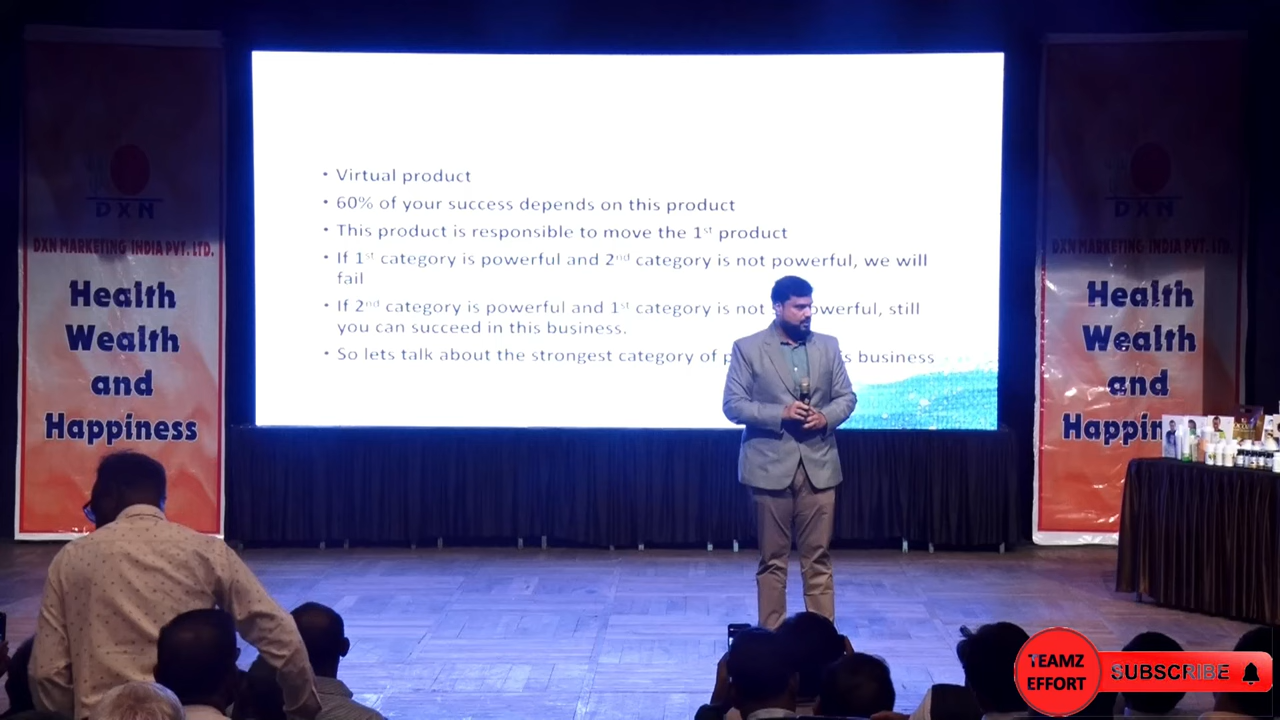 • Virtual product
• 60% of your success depends on this product
• This product is responsible to move the 1st product
• If 1st category is powerful and 2nd category is not powerful, we will
fail
• If 2nd category is powerful and 1st category is not powerful, still
you can succeed in this business.
• So lets talk about the strongest category of business
DXN
DXN MARKETING INDIA PVT. LTD.
Health
Wealth
and
Happiness
DXN
DXN MARKETING INDIA PVT. LTD.
Health
Wealth
and
TEAMZ
EFFORT
SUBSCRIBE